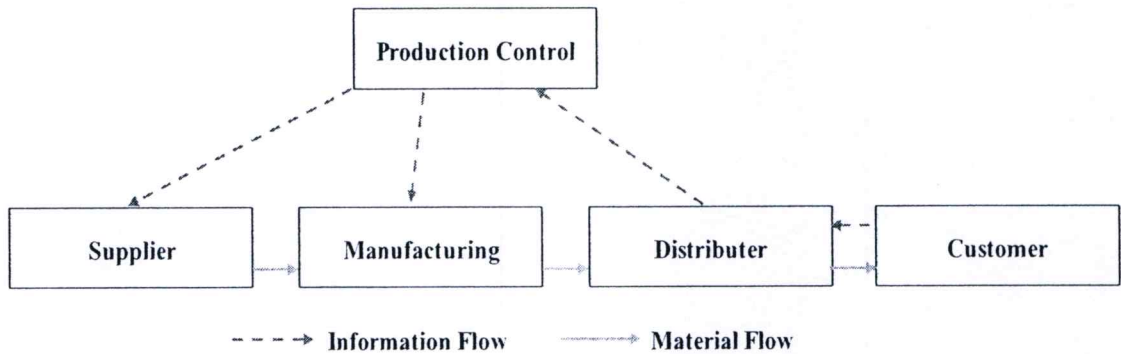 Production Control
Supplier
Manufacturing
Distributer
Customer
Information Flow
Material Flow